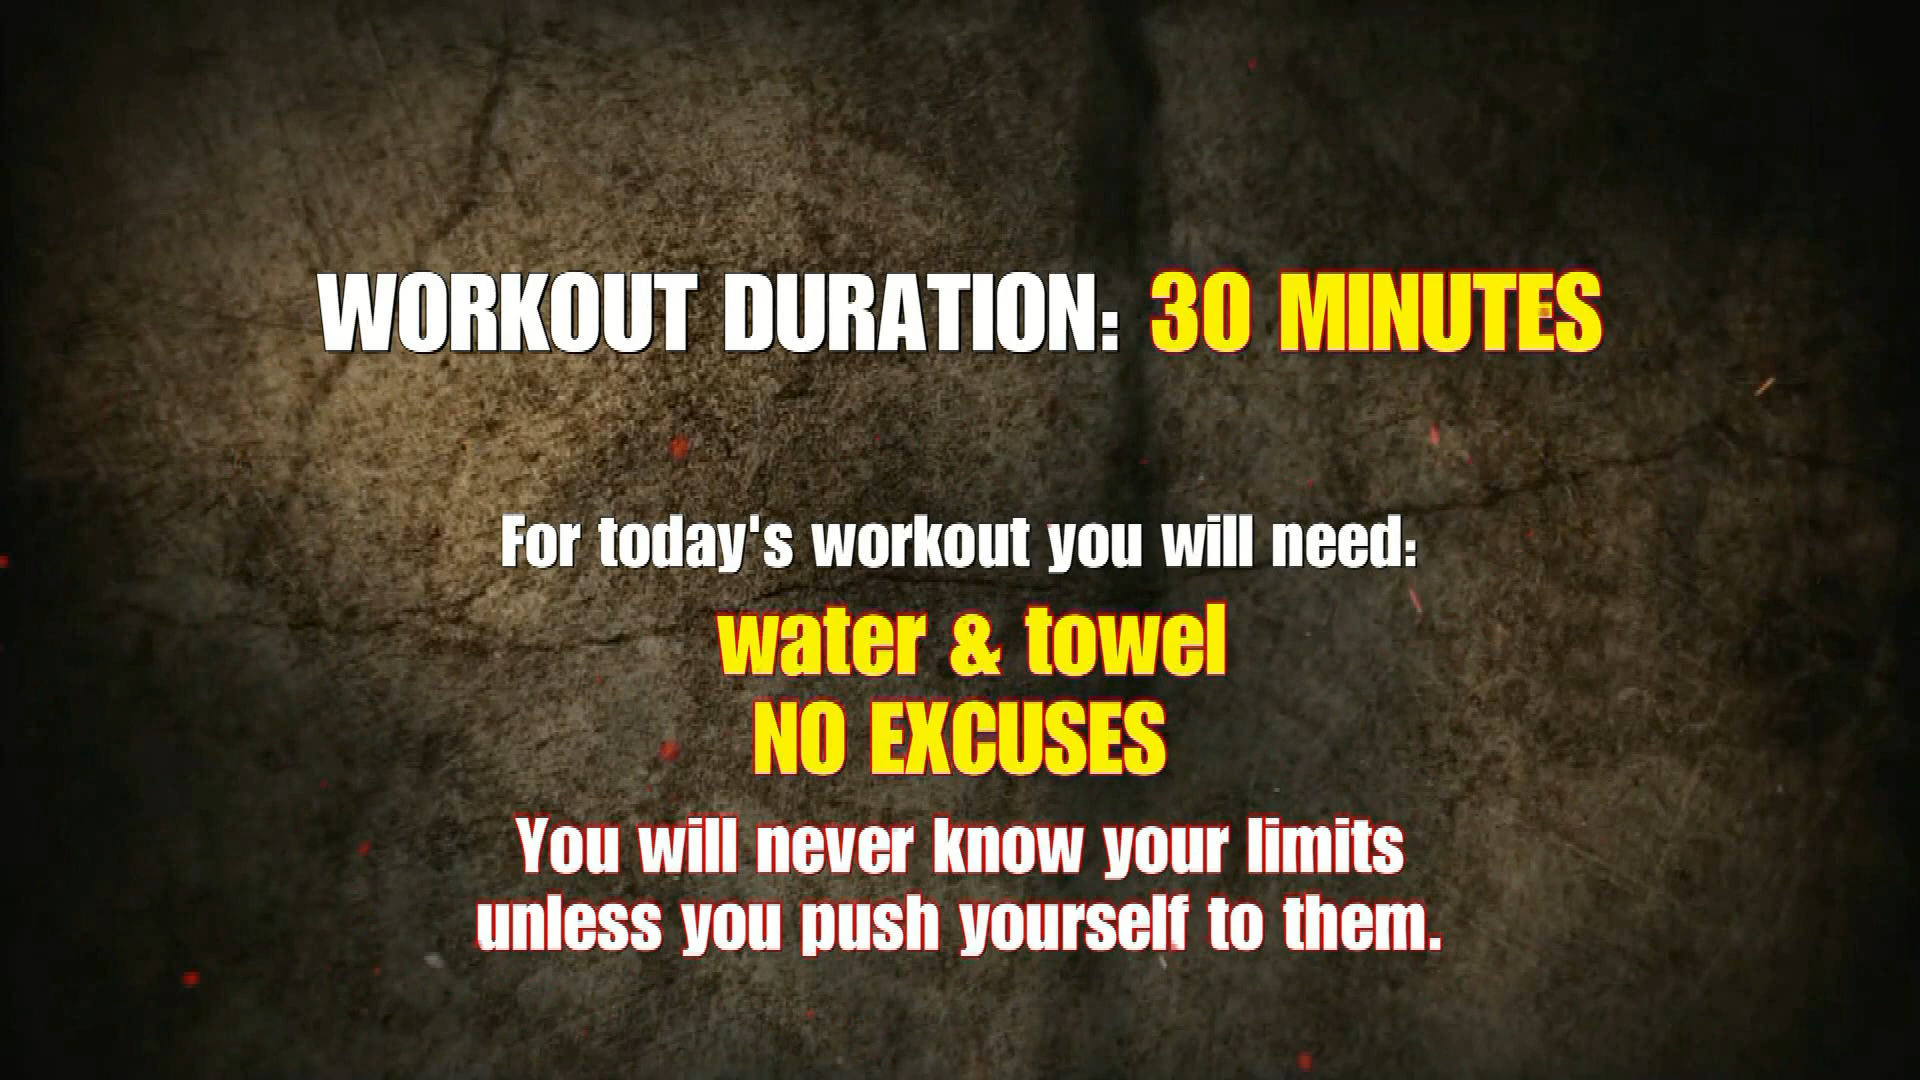 WORKOUT DURATION: 30 MINUTES
For today's workout you will need:
water & towel
NO EXCUSES
You will never know your limits
unless you push yourself to them.